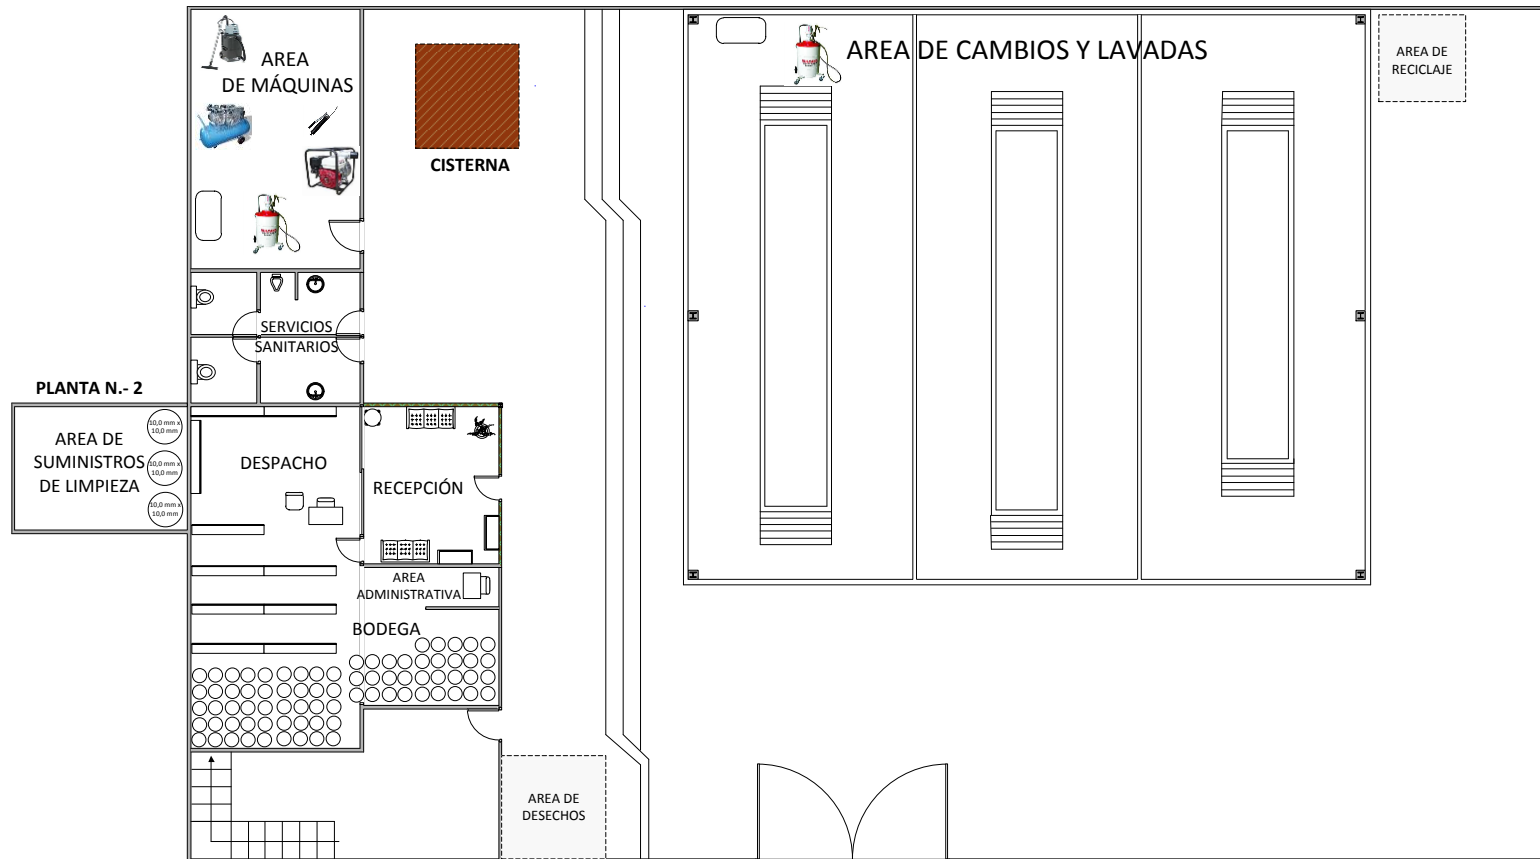 AREA
DE MÁQUINAS
CISTERNA
AREA DE CAMBIOS Y LAVADAS
AREA DE
RECICLAJE
SERVICIOS
SANITARIOS
PLANTA N.- 2
AREA DE
SUMINISTROS
DE LIMPIEZA
10,0 mm x
10,0 mm
10,0 mm x
10,0 mm
10,0 mm x
10,0 mm
DESPACHO
RECEPCIÓN
AREA
ADMINISTRATIVA
BODEGA
AREA DE
DESECHOS